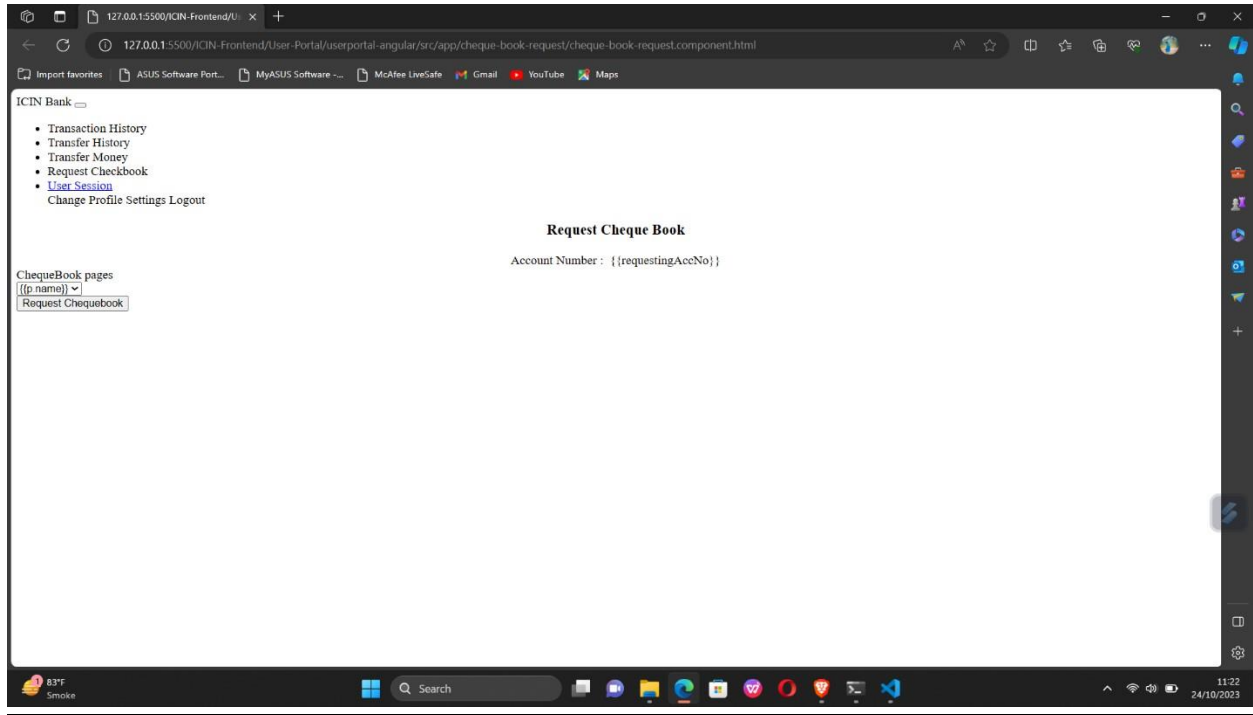 127.0.0.1:5500/ICIN-Frontend/U
127.0.0.1:5500/ICIN-Frontend/User-Portal/userportal-angular/src/app/cheque-book-request/cheque-book-request.component.html
Import favorites ASUS Software Port... MyASUS Software -... McAfee LiveSafe Gmail YouTube Maps
ICIN Bank
Transaction History
Transfer History
Transfer Money
Request Checkbook
User Session
Change Profile Settings Logout
Request Cheque Book
Account Number : {{requestingAccNo}}
ChequeBook pages
{{p.name}}
Request Chequebook
1
83°F
Smoke
Search
11:22
24/10/2023